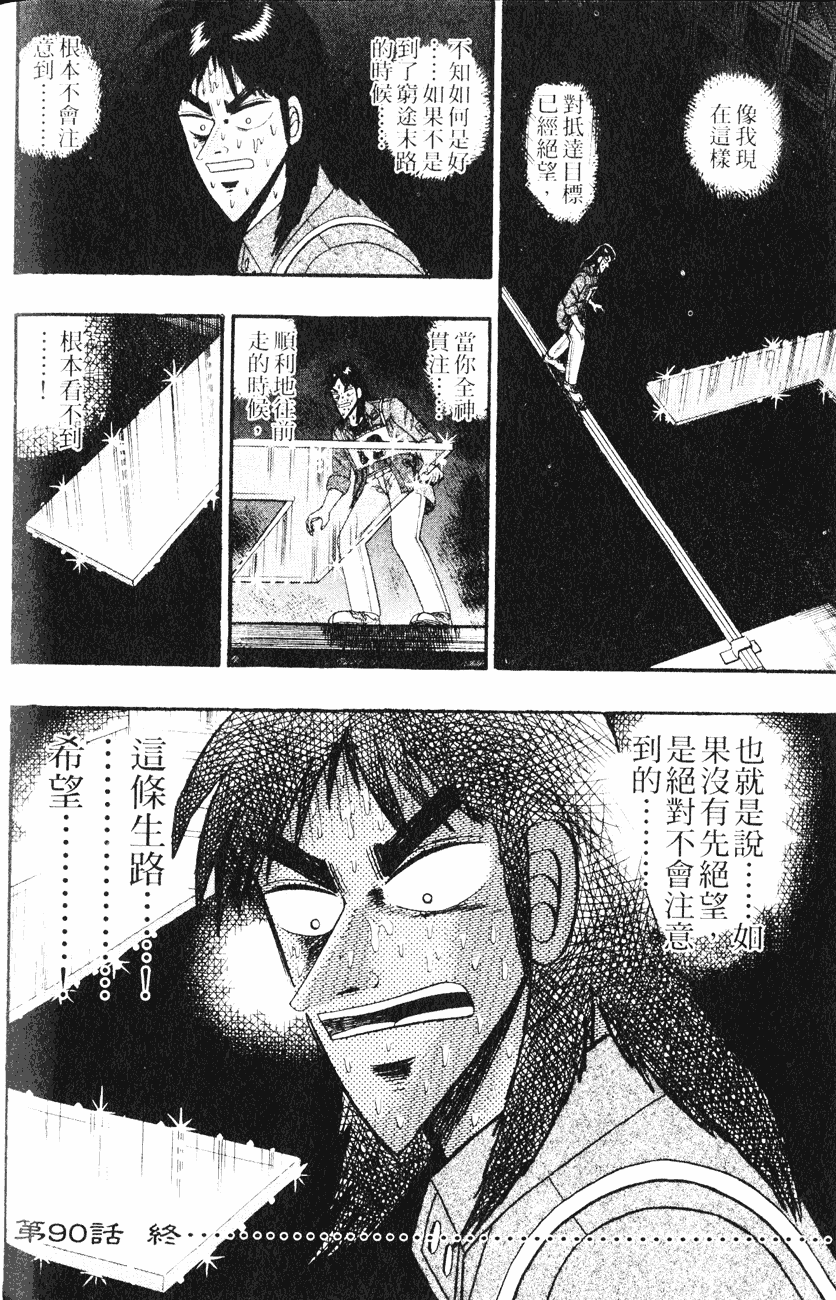 像我現
在這樣
對抵達目標
已經絕望，
不知如何是好
……如果不是
到了窮途末路
的時候……
根本不會注
意到………
當你全神
貫注……
順利地往前
走的時候，
根本看不到
……！
也就是說……如
果沒有先絕望，
是絕對不會注意
到的…………
這條生路………！
……………
希望…………！
第90話 終